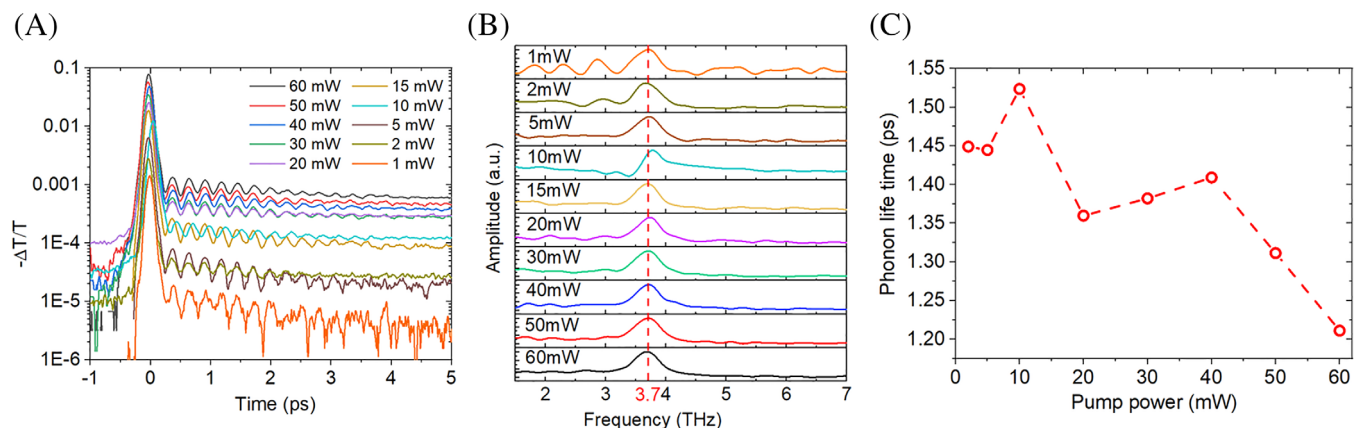 (A)
-ΔT/T
0.1
0.01
0.001
1E-4
1E-5
1E-6
60 mW
50 mW
40 mW
30 mW
20 mW
15 mW
10 mW
5 mW
2 mW
1 mW
-1 0 1 2 3 4 5
Time (ps)
(B)
Amplitude (a.u.)
1mW
2mW
5mW
10mW
15mW
20mW
30mW
40mW
50mW
60mW
2 3 3.7 4 5 6 7
Frequency (THz)
(C)
Phonon life time (ps)
1.55
1.50
1.45
1.40
1.35
1.30
1.25
1.20
0 10 20 30 40 50 60
Pump power (mW)